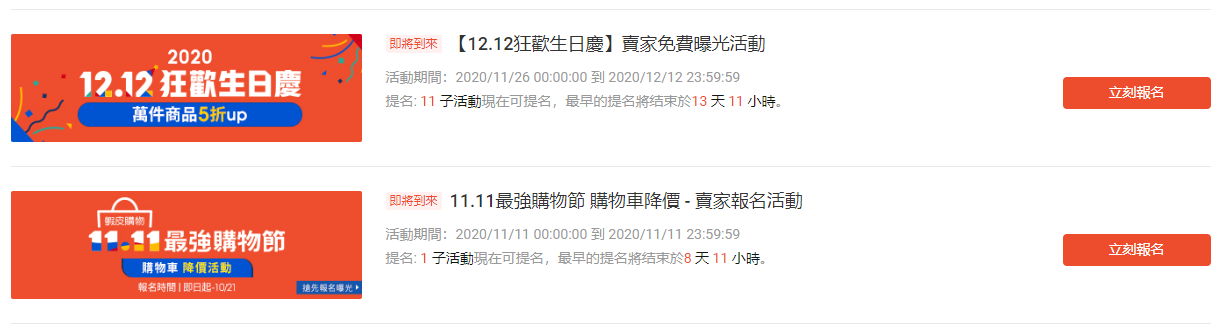 2020
12.12 狂歡生日慶
萬件商品5折up
即將到來 【12.12狂歡生日慶】賣家免費曝光活動
活動期間：2020/11/26 00:00:00 到 2020/12/12 23:59:59
提名: 11 子活動現在可提名，最早的提名將結束於13 天 11 小時。
立刻報名
蝦皮購物
11.11最強購物節
購物車 降價活動
報名時間 | 即日起-10/21
搶先報名曝光
即將到來 11.11最強購物節 購物車降價 - 賣家報名活動
活動期間：2020/11/11 00:00:00 到 2020/11/11 23:59:59
提名: 1 子活動現在可提名，最早的提名將結束於8 天 11 小時。
立刻報名